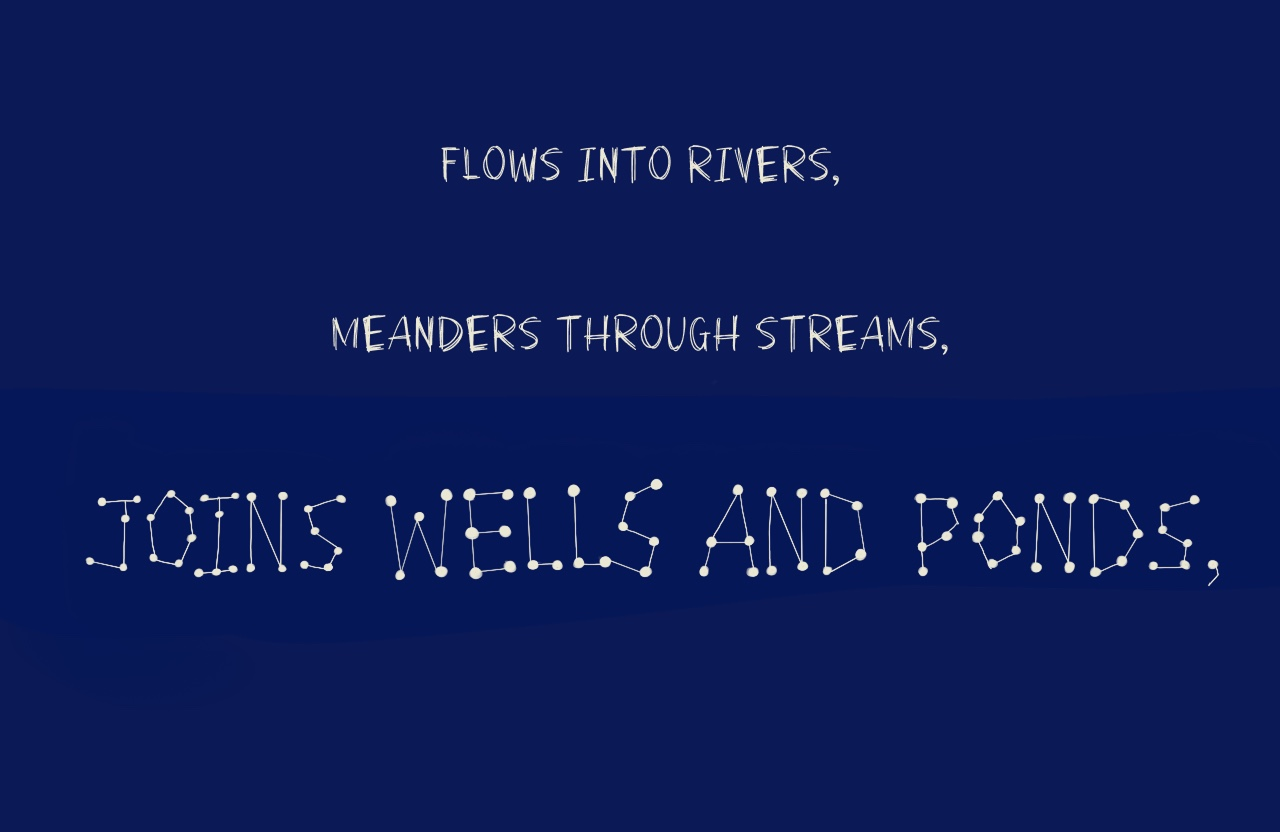 FLOWS INTO RIVERS,
MEANDERS THROUGH STREAMS,
JOINS WELLS AND PONDS,